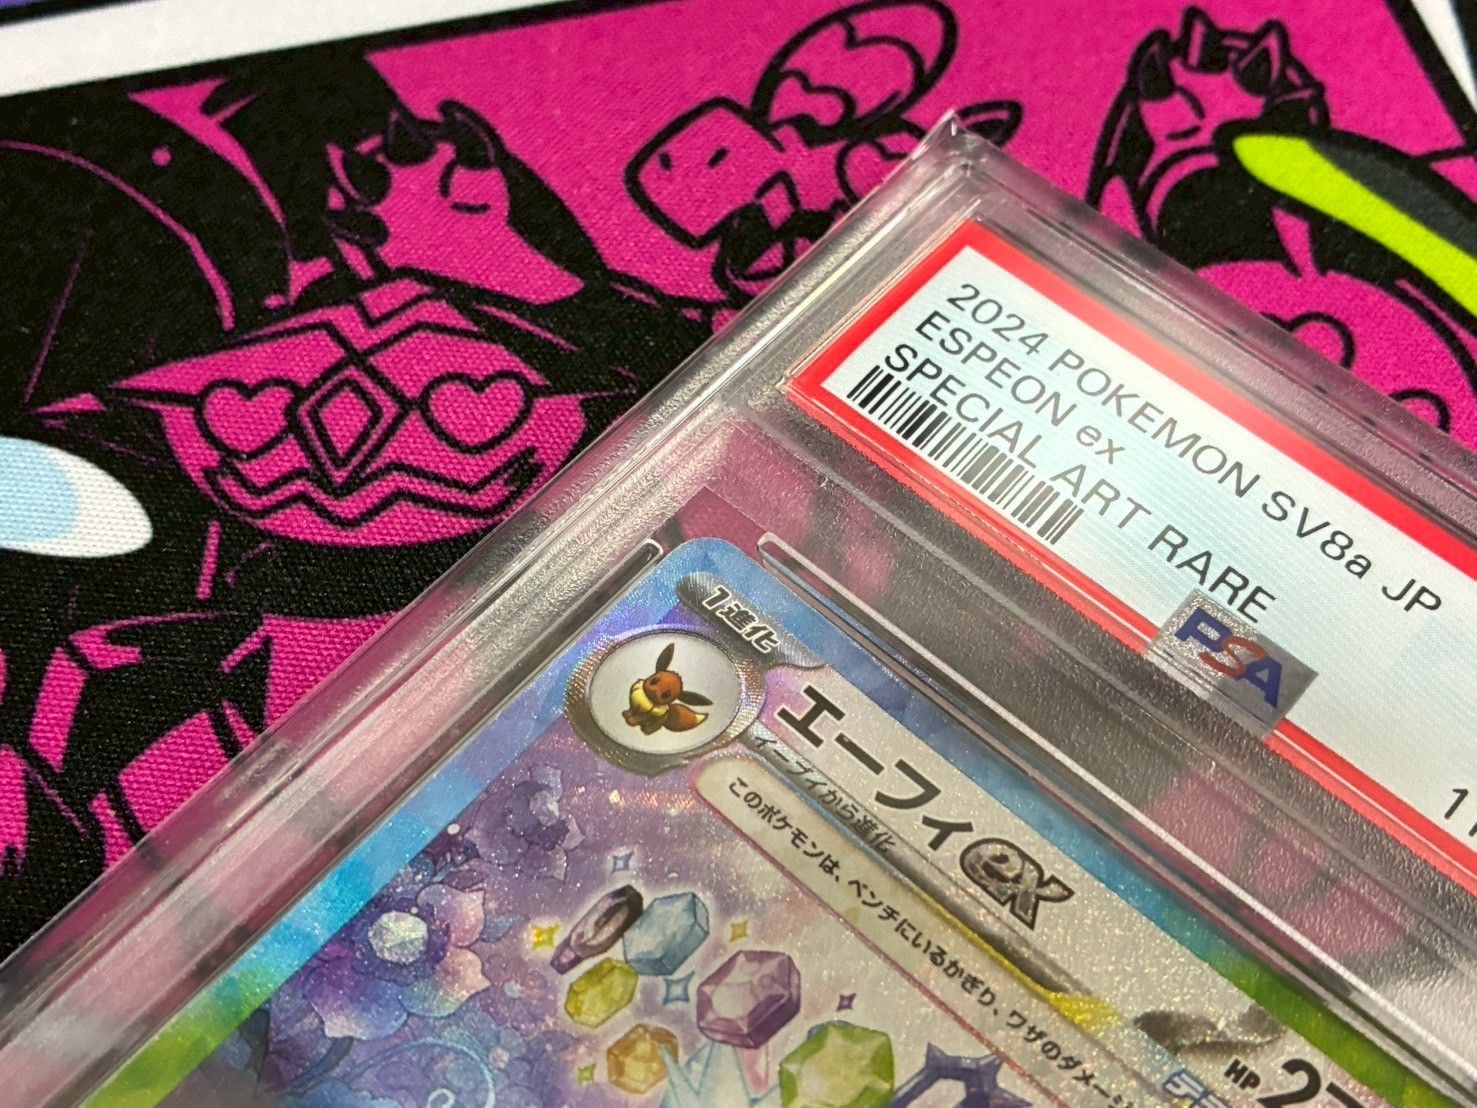 2024 POKEMON SV8a JP
ESPEON ex
SPECIAL ART RARE
PSA
1進化
エーフィex
イーブイから進化
このポケモンは、ベンチにいるかぎり、ワザのダメージ
HP 27